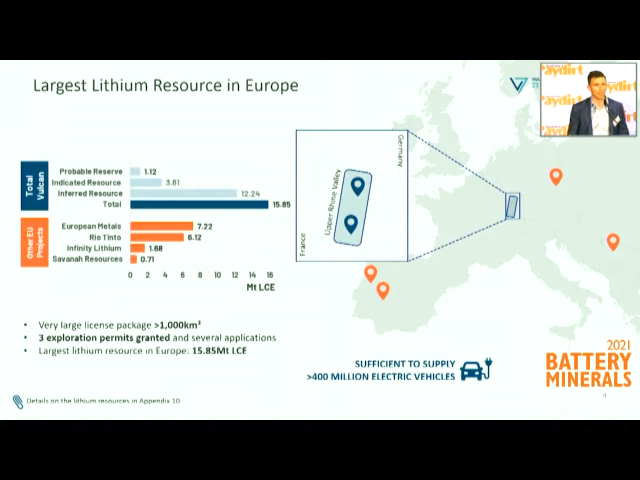 Largest Lithium Resource in Europe
Total Vulcan
Probable Reserve 1.12
Indicated Resource 3.61
Inferred Resource 12.24
Total 15.85
Other EU Projects
European Metals 7.22
Rio Tinto 6.12
Infinity Lithium 1.68
Savanah Resources 0.71
0 2 4 6 8 10 12 14 16
Mt LCE
Germany
Upper Rhine Valley
France
paydirt
• Very large license package >1,000km²
• 3 exploration permits granted and several applications
• Largest lithium resource in Europe: 15.85Mt LCE
SUFFICIENT TO SUPPLY
>400 MILLION ELECTRIC VEHICLES
2021
BATTERY
MINERALS
Details on the lithium resources in Appendix 10